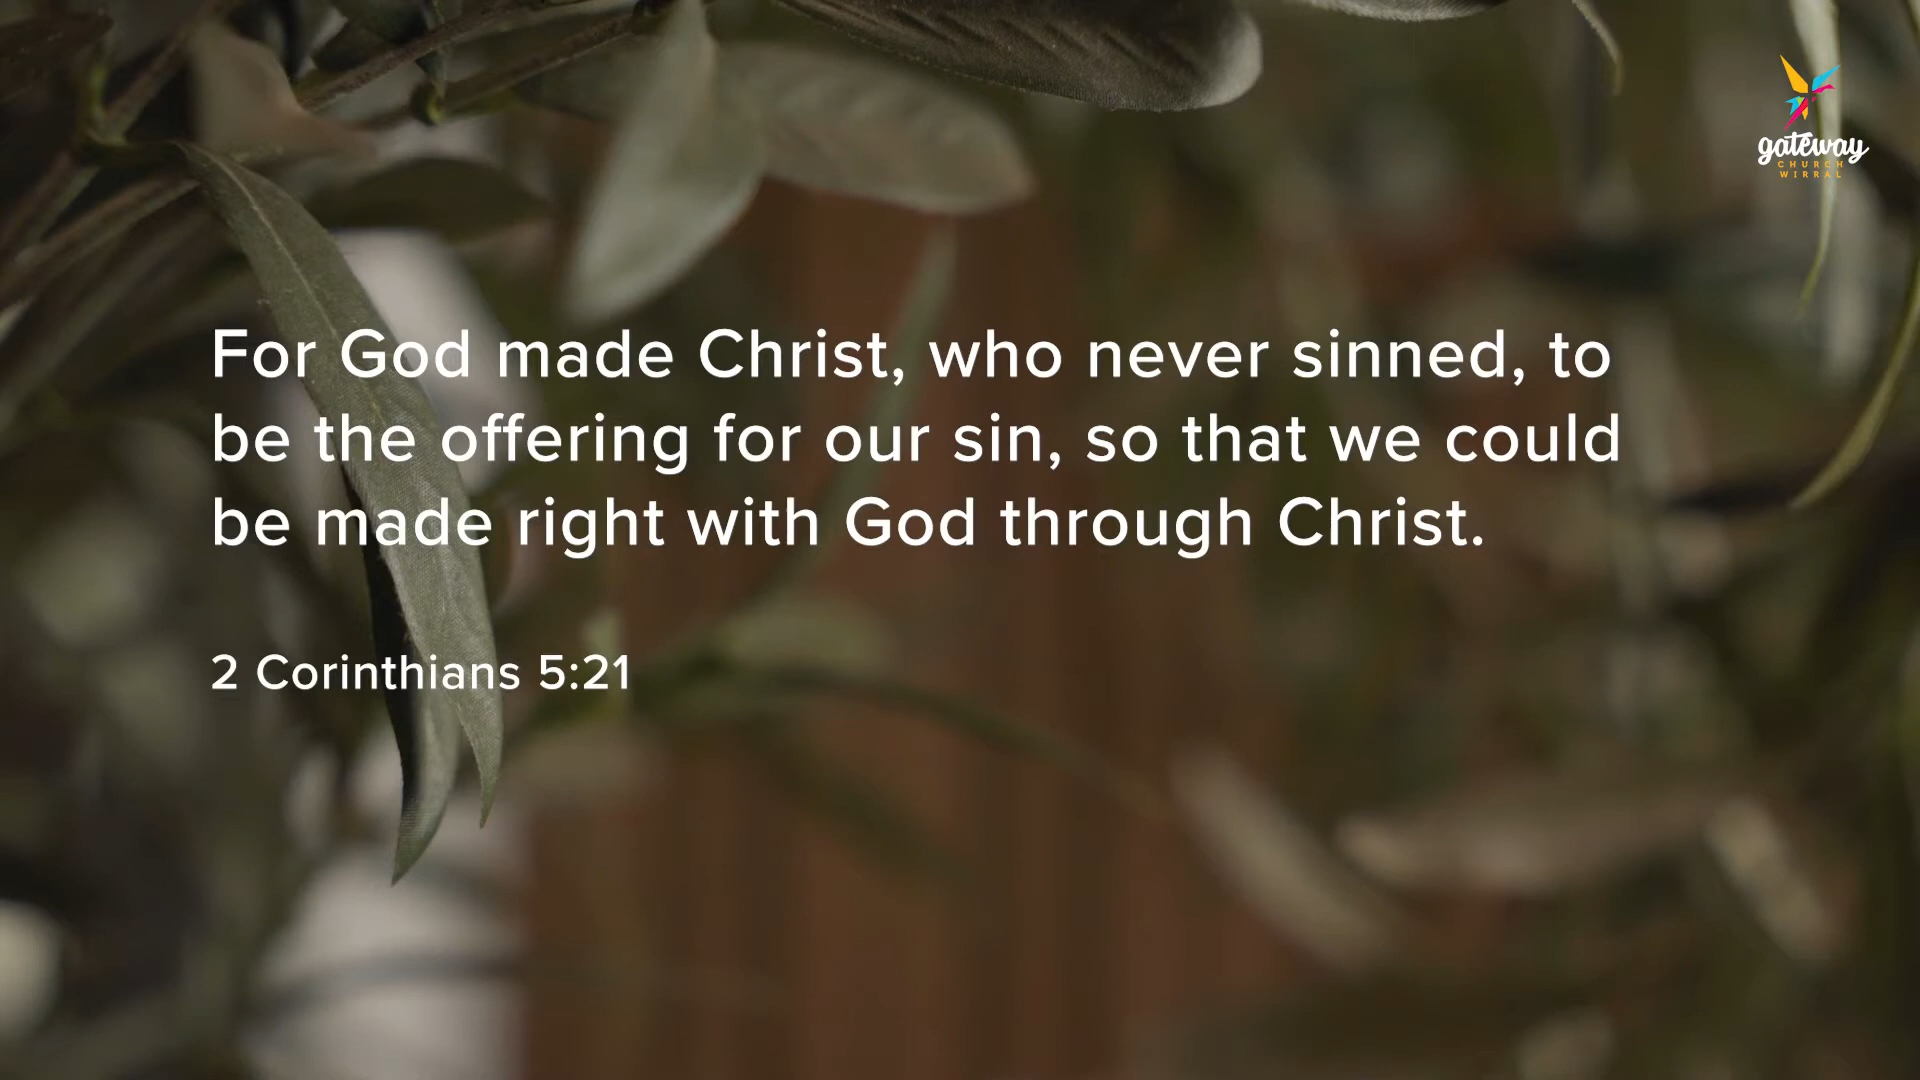 gateway
CHURCH
WIRRAL
For God made Christ, who never sinned, to
be the offering for our sin, so that we could
be made right with God through Christ.
2 Corinthians 5:21